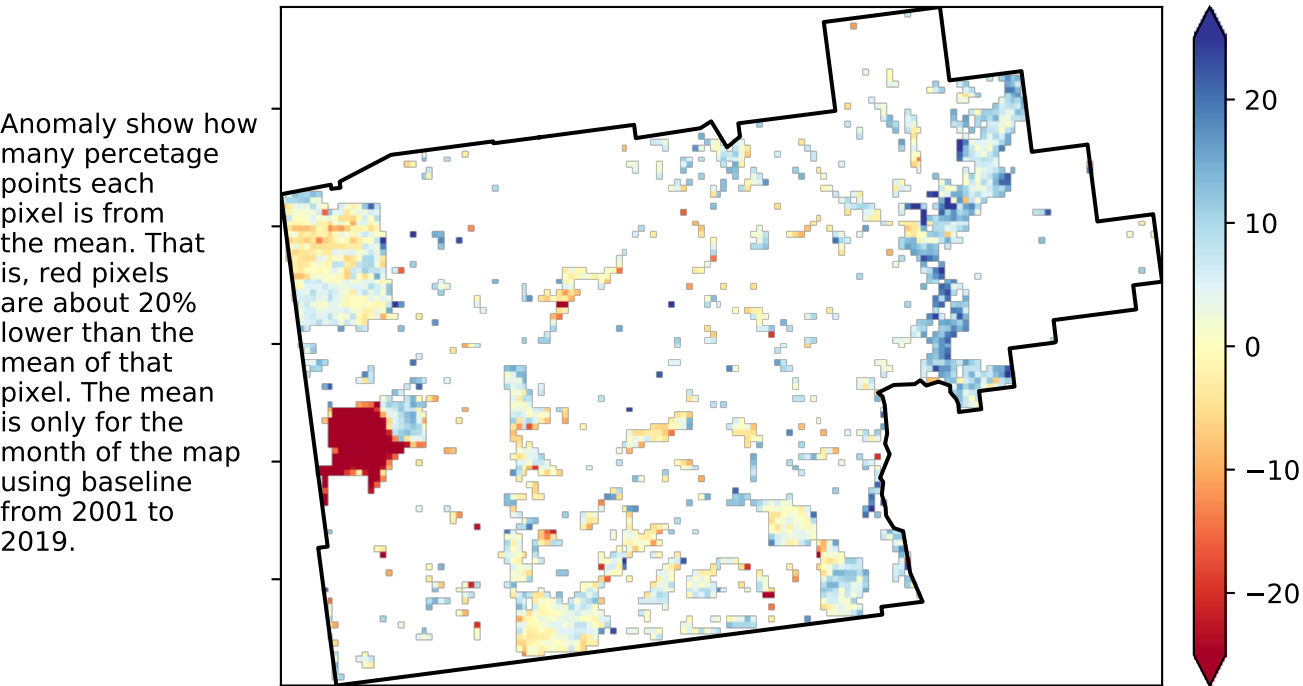 Anomaly show how
many percetage
points each
pixel is from
the mean. That
is, red pixels
are about 20%
lower than the
mean of that
pixel. The mean
is only for the
month of the map
using baseline
from 2001 to
2019.
20
10
0
−10
−20